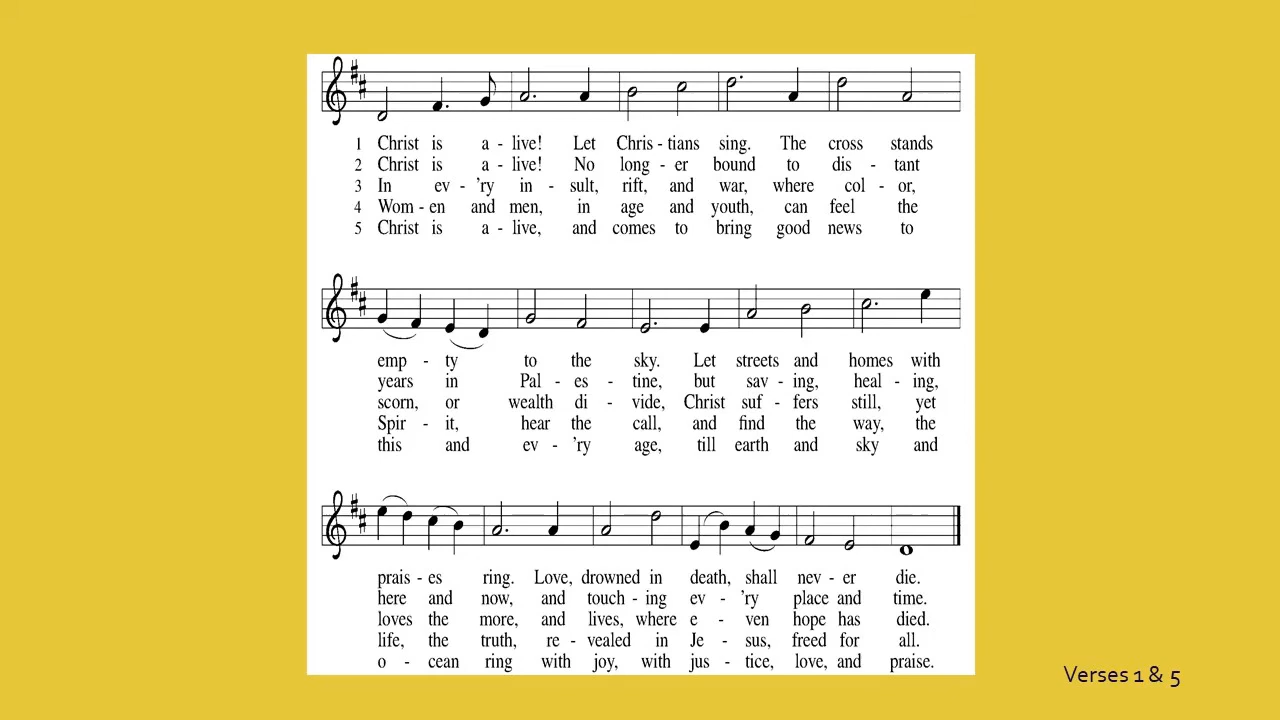 1 Christ is a - live! Let Chris - tians sing. The cross stands
2 Christ is a - live! No long - er bound to dis - tant
3 In ev - 'ry in - sult, rift, and war, where col - or,
4 Wom - en and men, in age and youth, can feel the
5 Christ is a - live, and comes to bring good news to
emp - ty to the sky. Let streets and homes with
years in Pal - es - tine, but sav - ing, heal - ing,
scorn, or wealth di - vide, Christ suf - fers still, yet
Spir - it, hear the call, and find the way, the
this and ev - 'ry age, till earth and sky and
prais - es ring. Love, drowned in death, shall nev - er die.
here and now, and touch - ing ev - 'ry place and time.
loves the more, and lives, where e - ven hope has died.
life, the truth, re - vealed in Je - sus, freed for all.
o - cean ring with joy, with jus - tice, love, and praise.
Verses 1 & 5